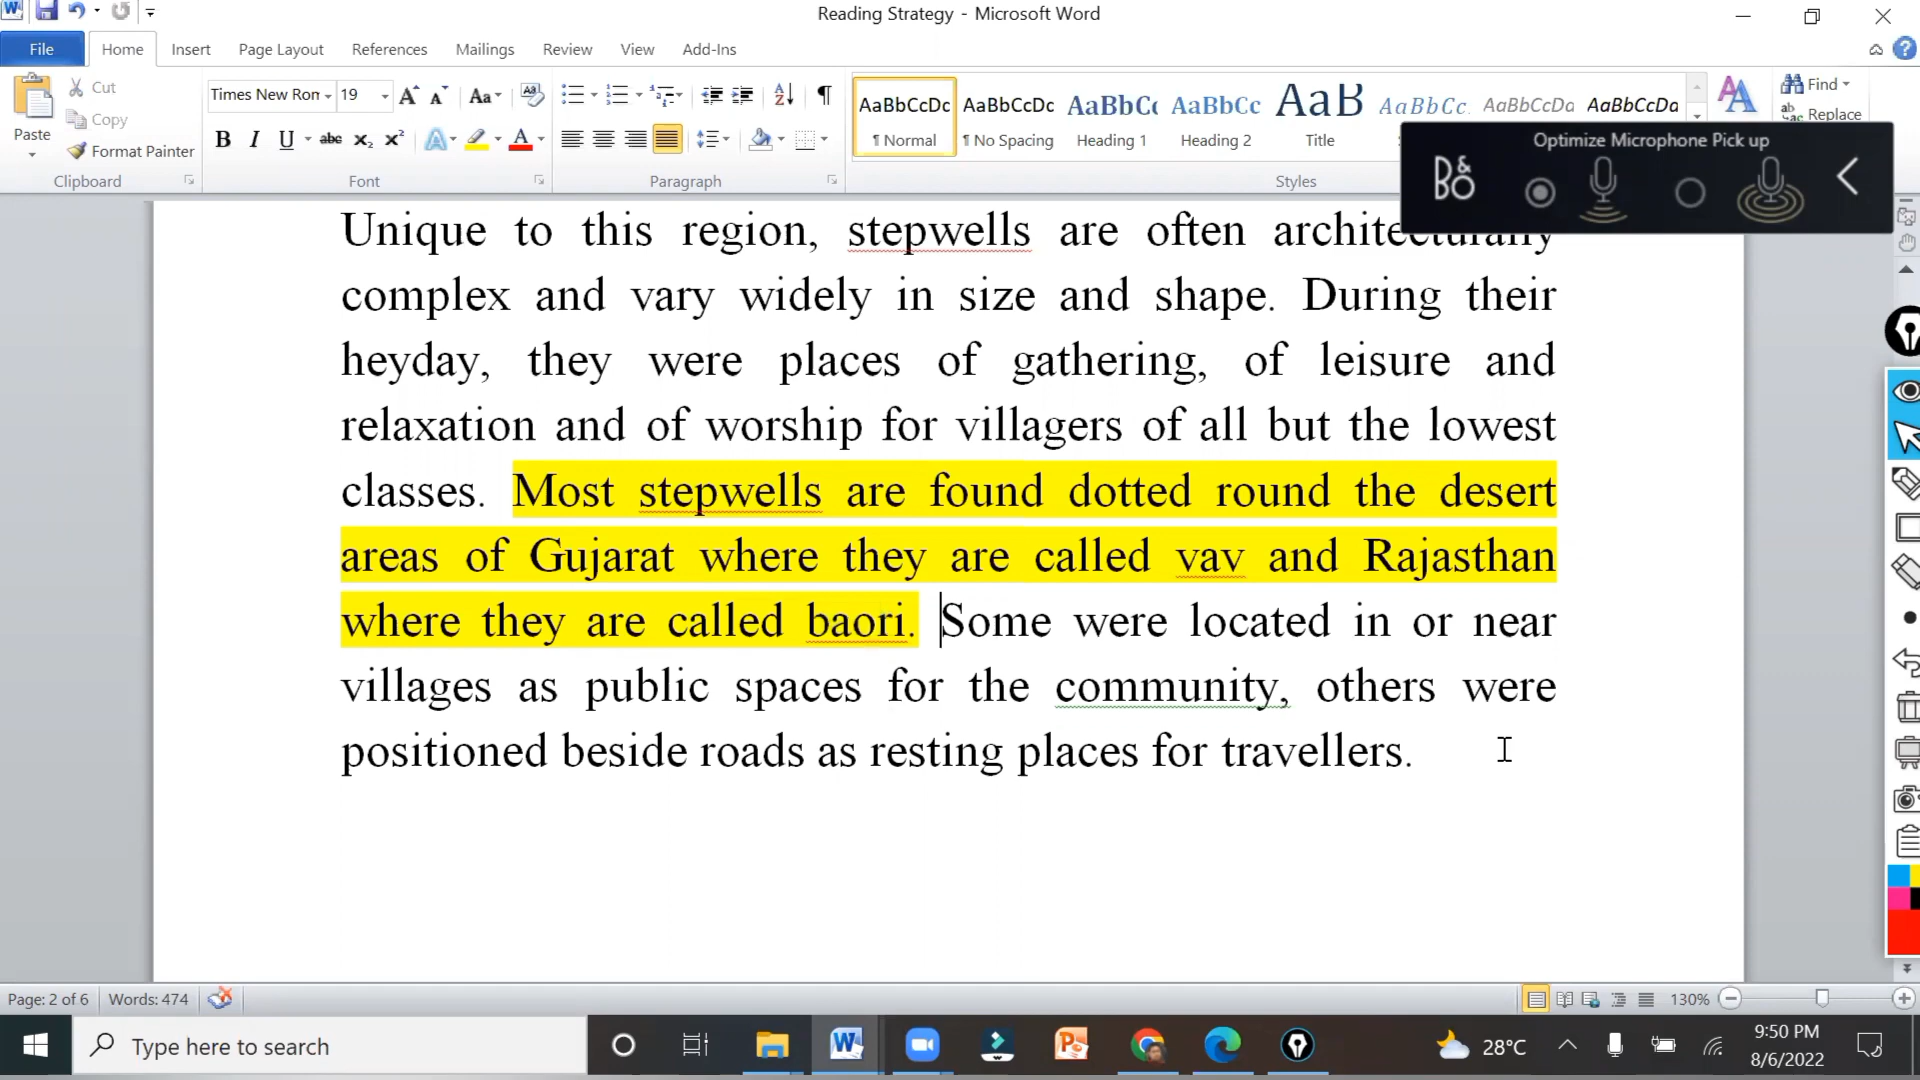 Reading Strategy - Microsoft Word
File Home Insert Page Layout References Mailings Review View Add-Ins
Cut
Copy
Format Painter
Paste
Clipboard
Times New Ron 19
Font
Paragraph
AaBbCcDc AaBbCcDc AaBbC AaBbCc AaB AaBbCc. AaBbCcDa AaBbCcDa
¶ Normal ¶ No Spacing Heading 1 Heading 2 Title
Styles
Find
Replace
Optimize Microphone Pick up
B&O
Unique to this region, stepwells are often architecturally
complex and vary widely in size and shape. During their
heyday, they were places of gathering, of leisure and
relaxation and of worship for villagers of all but the lowest
classes. Most stepwells are found dotted round the desert
areas of Gujarat where they are called vav and Rajasthan
where they are called baori. Some were located in or near
villages as public spaces for the community, others were
positioned beside roads as resting places for travellers.
Page: 2 of 6 Words: 474 130%
Type here to search
28°C
9:50 PM
8/6/2022